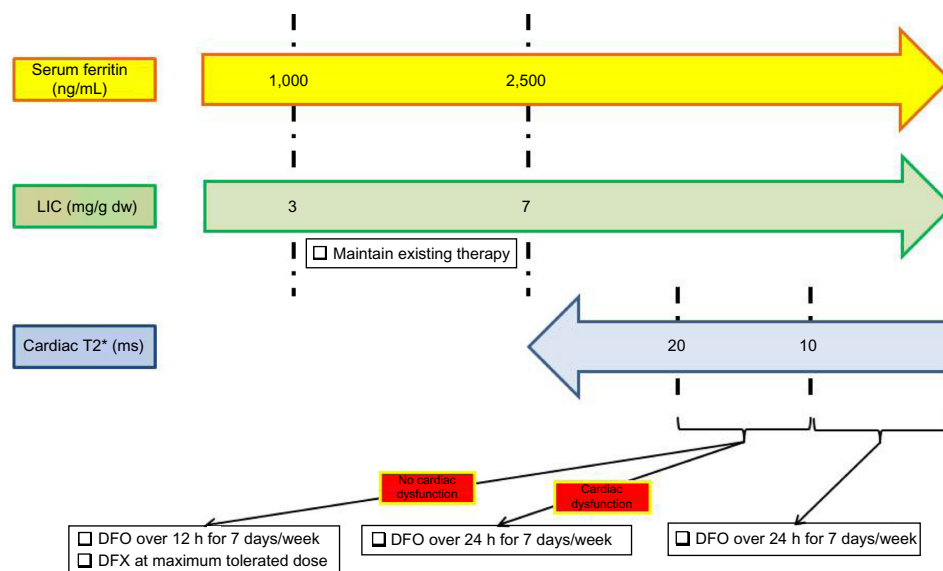 Serum ferritin
(ng/mL)
1,000
2,500
LIC (mg/g dw)
3
7
❑ Maintain existing therapy
Cardiac T2* (ms)
20
10
No cardiac
dysfunction
Cardiac
dysfunction
❑ DFO over 12 h for 7 days/week
❑ DFX at maximum tolerated dose
❑ DFO over 24 h for 7 days/week
❑ DFO over 24 h for 7 days/week